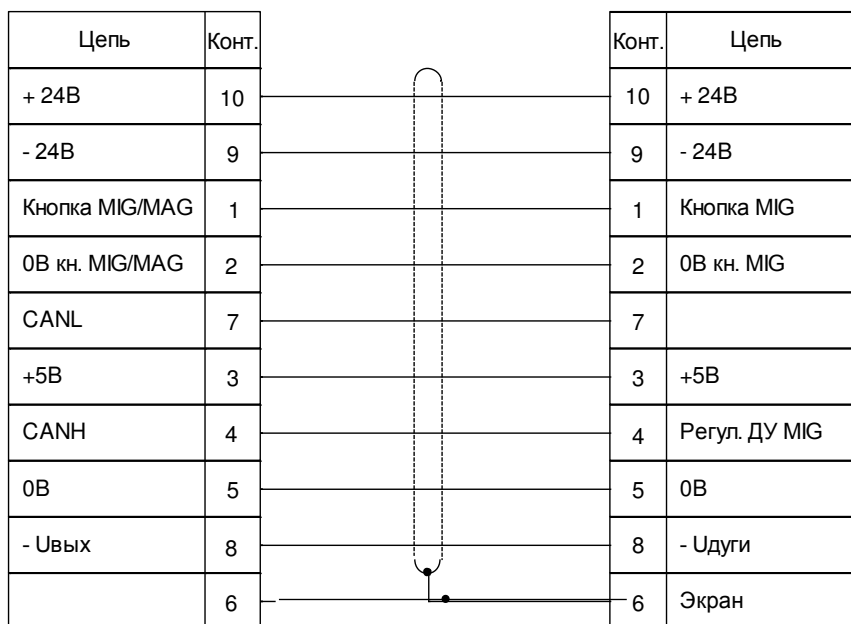 Цепь Конт. Конт. Цепь
+ 24В 10 10 + 24В
- 24В 9 9 - 24В
Кнопка MIG/MAG 1 1 Кнопка MIG
0В кн. MIG/MAG 2 2 0В кн. MIG
CANL 7 7
+5В 3 3 +5В
CANH 4 4 Регул. ДУ MIG
0В 5 5 0В
- Uвых 8 8 - Uдуги
6 6 Экран